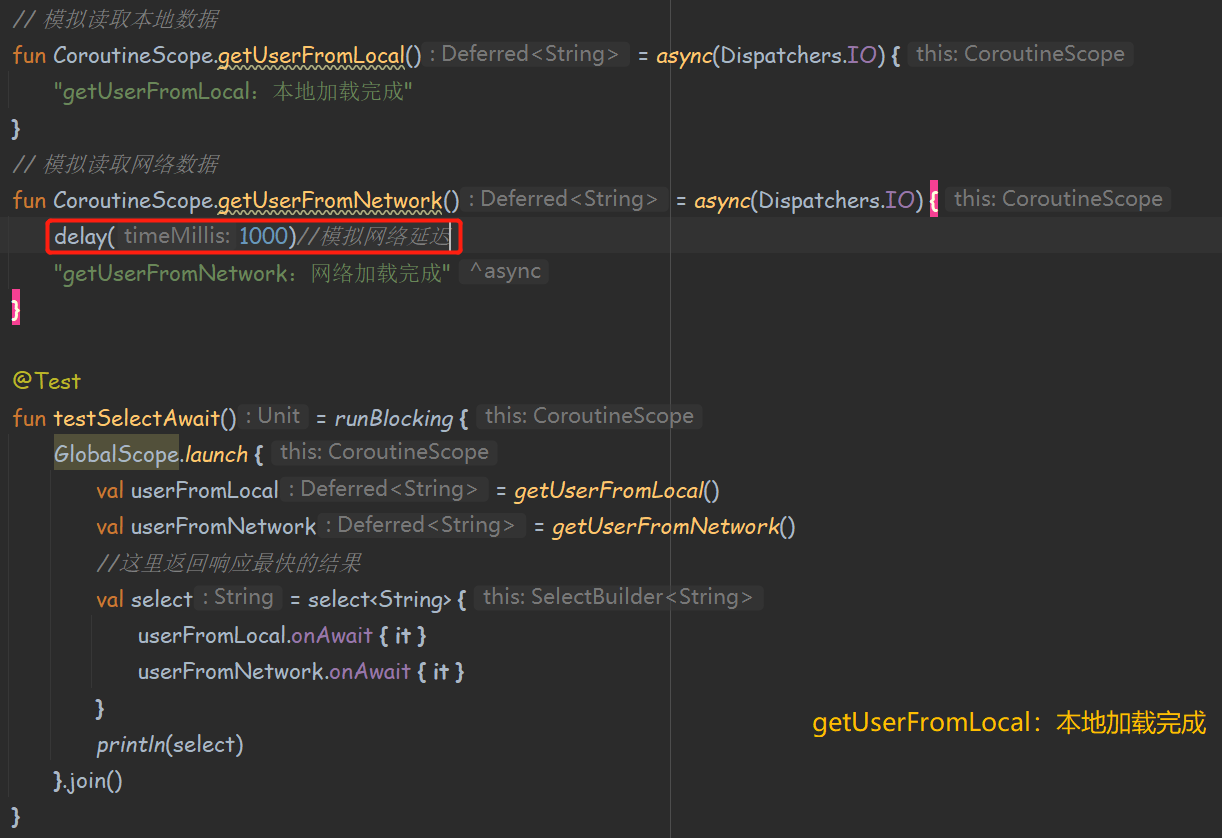 // 模拟读取本地数据
fun CoroutineScope.getUserFromLocal() : Deferred<String> = async(Dispatchers.IO) { this: CoroutineScope
"getUserFromLocal：本地加载完成"
}
// 模拟读取网络数据
fun CoroutineScope.getUserFromNetwork() : Deferred<String> = async(Dispatchers.IO) { this: CoroutineScope
delay( timeMillis: 1000)//模拟网络延迟
"getUserFromNetwork：网络加载完成" ^async
}
@Test
fun testSelectAwait() : Unit = runBlocking { this: CoroutineScope
GlobalScope.launch { this: CoroutineScope
val userFromLocal : Deferred<String> = getUserFromLocal()
val userFromNetwork : Deferred<String> = getUserFromNetwork()
//这里返回响应最快的结果
val select : String = select<String> { this: SelectBuilder<String>
userFromLocal.onAwait { it }
userFromNetwork.onAwait { it }
}
getUserFromLocal：本地加载完成
println(select)
}.join()
}